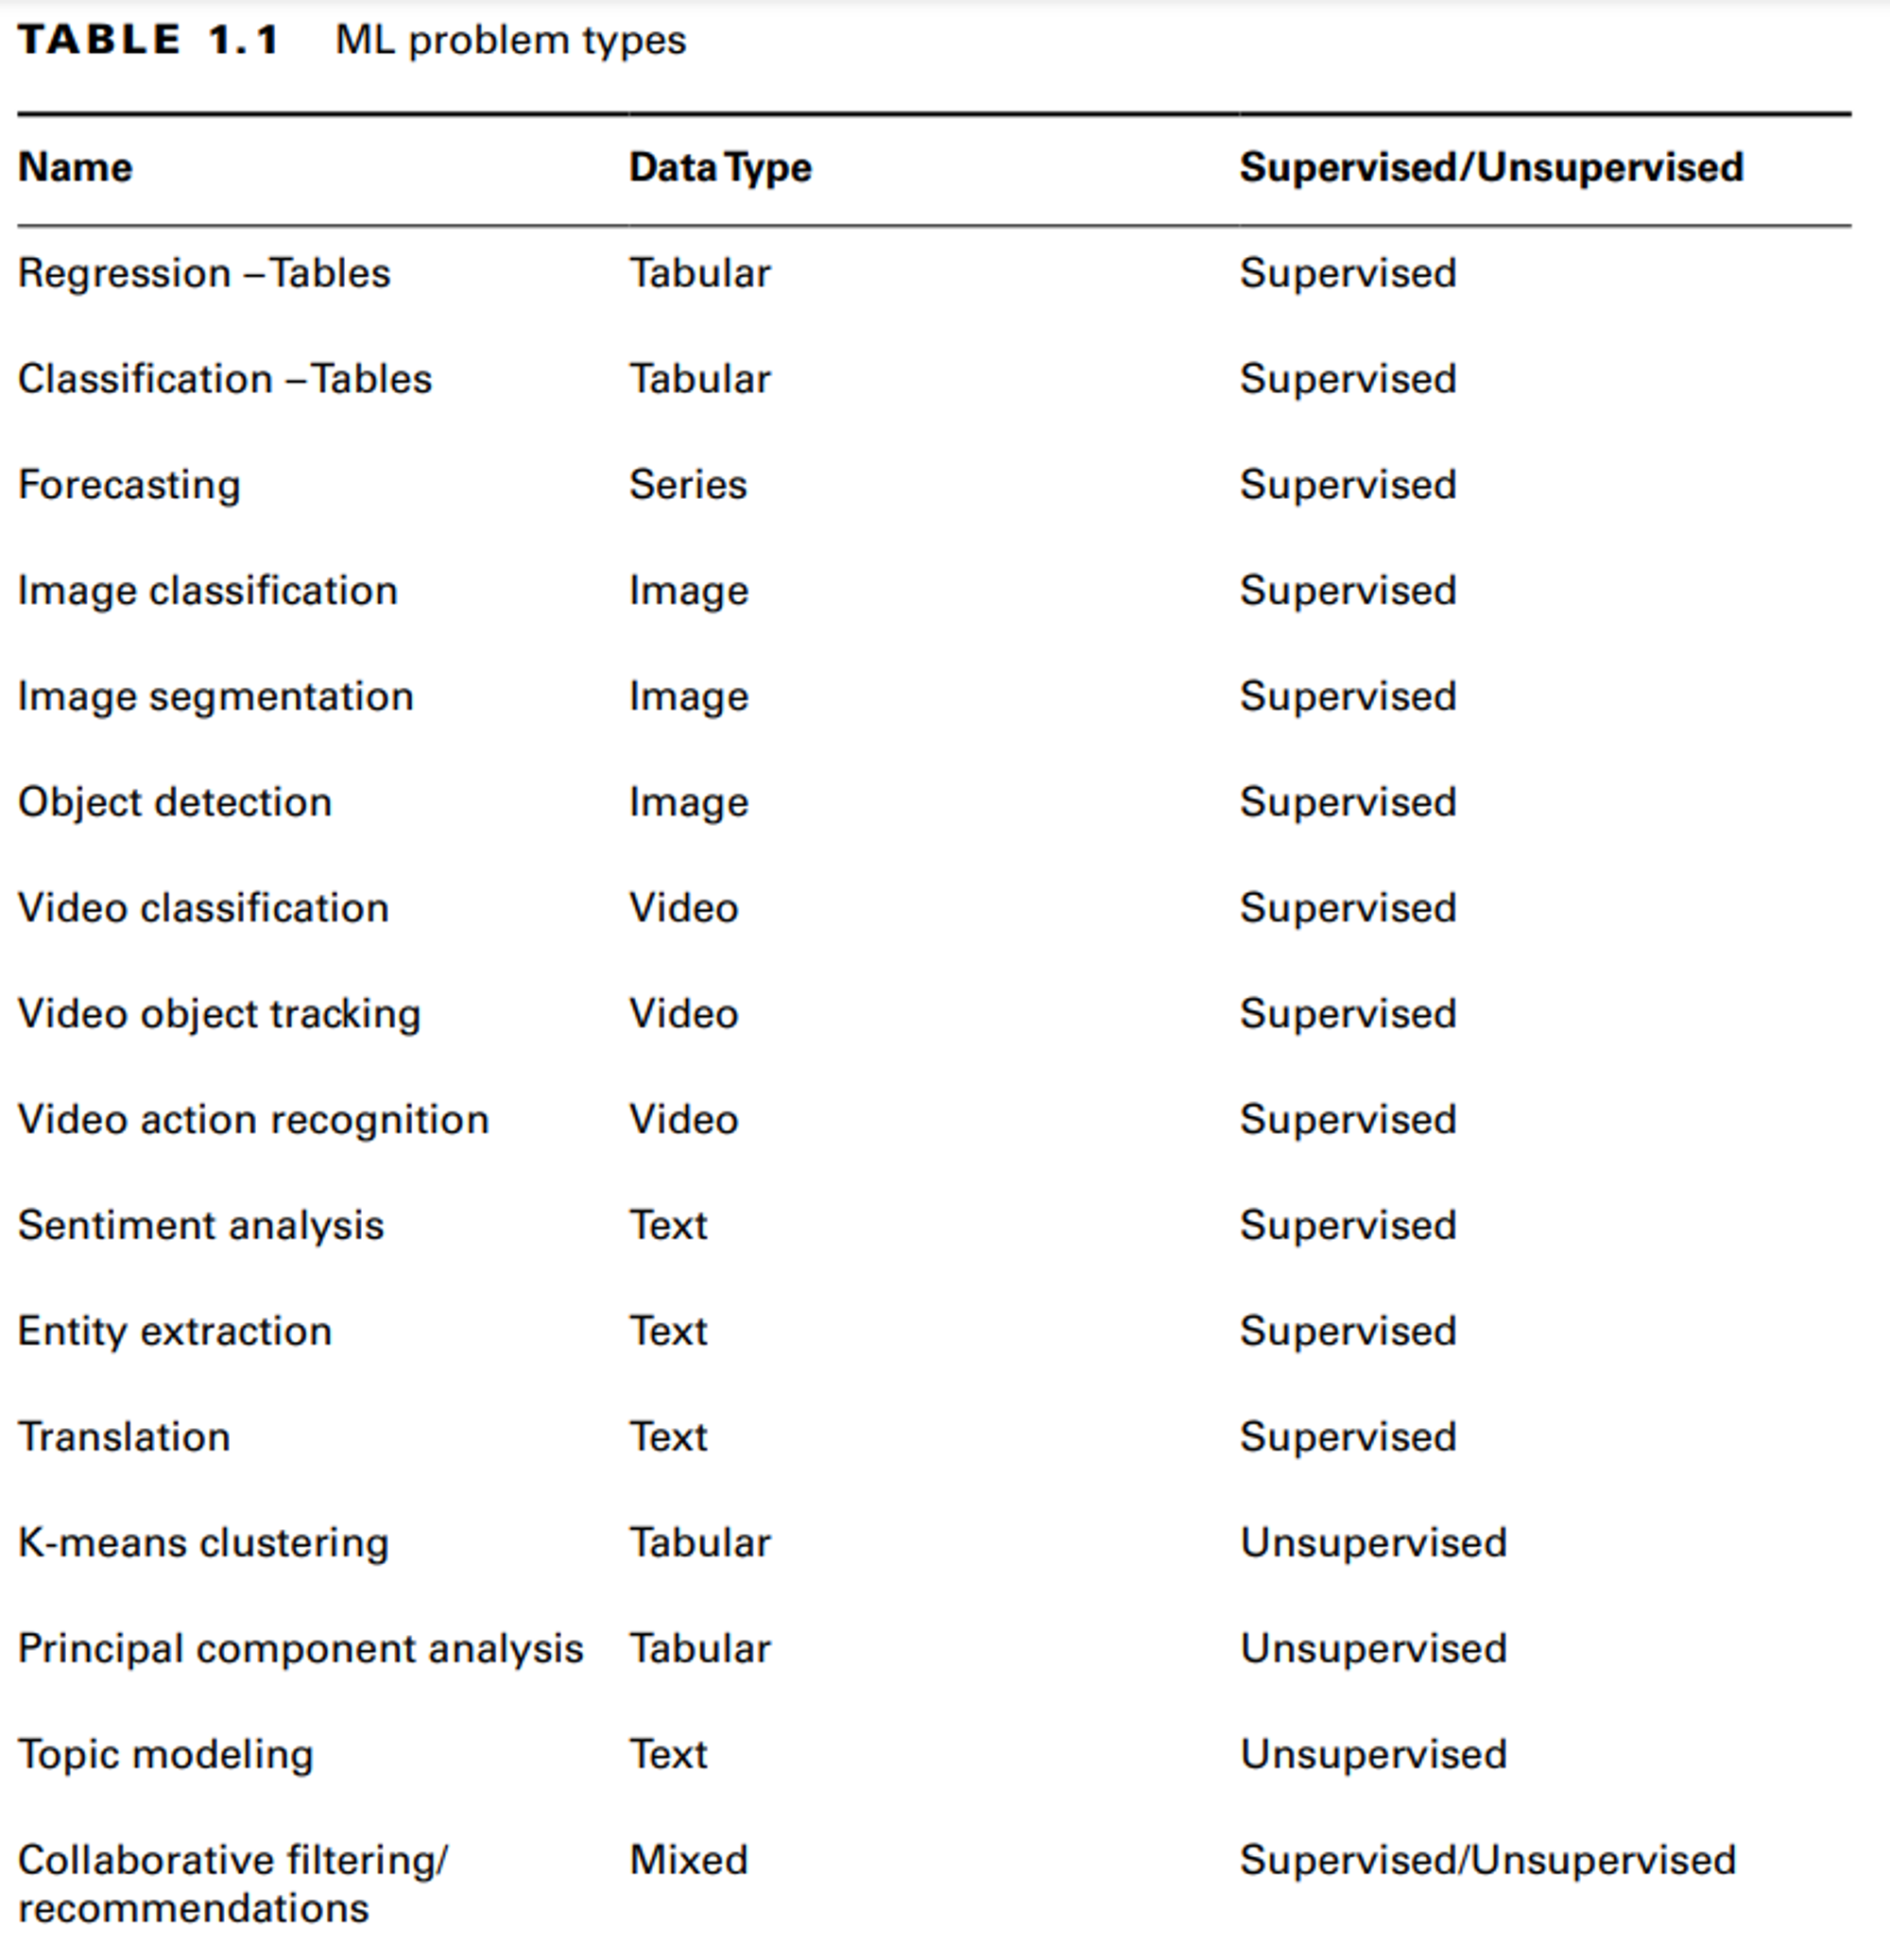 TABLE 1.1 ML problem types
Name Data Type Supervised/Unsupervised
Regression – Tables Tabular Supervised
Classification – Tables Tabular Supervised
Forecasting Series Supervised
Image classification Image Supervised
Image segmentation Image Supervised
Object detection Image Supervised
Video classification Video Supervised
Video object tracking Video Supervised
Video action recognition Video Supervised
Sentiment analysis Text Supervised
Entity extraction Text Supervised
Translation Text Supervised
K-means clustering Tabular Unsupervised
Principal component analysis Tabular Unsupervised
Topic modeling Text Unsupervised
Collaborative filtering/ Mixed Supervised/Unsupervised
recommendations